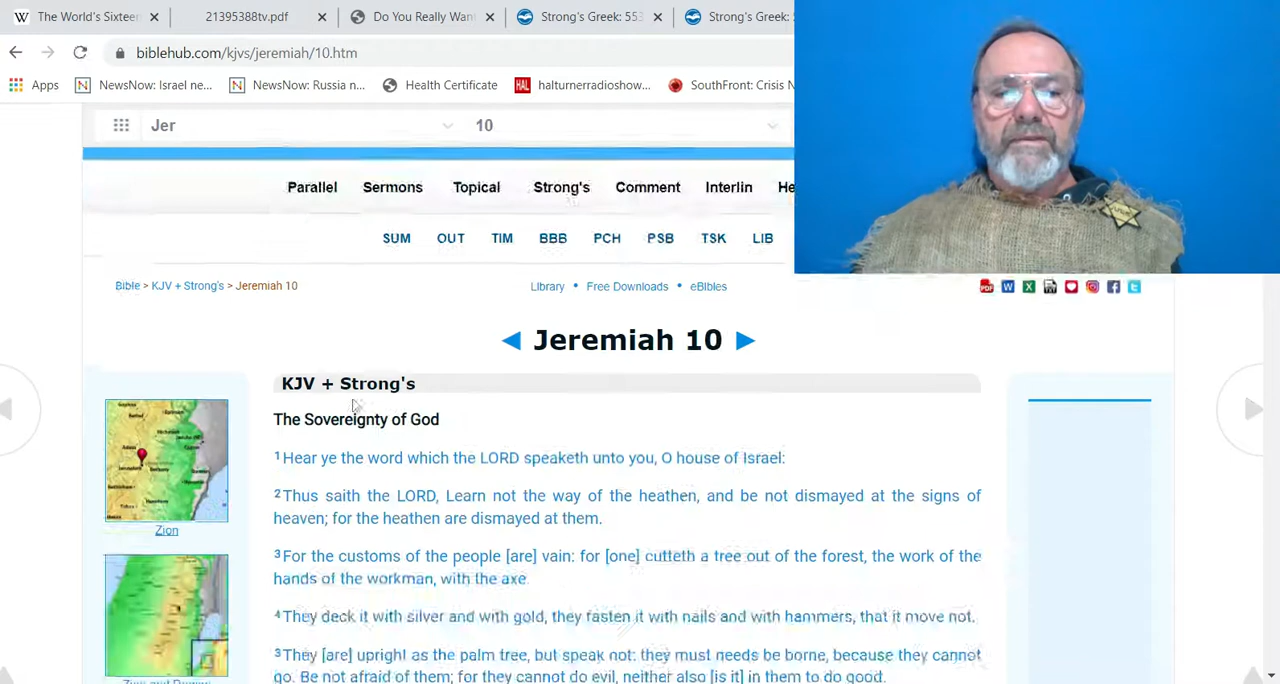 The World's Sixteen
21395388tv.pdf
Do You Really Wan
Strong's Greek: 553
Strong's Greek: 5
biblehub.com/kjvs/jeremiah/10.htm
Apps
NewsNow: Israel ne...
NewsNow: Russia n...
Health Certificate
HAL
halturnerradioshow...
SouthFront: Crisis N
Jer
10
Parallel Sermons Topical Strong's Comment Interlin He
SUM OUT TIM BBB PCH PSB TSK LIB
Bible > KJV + Strong's > Jeremiah 10
Library • Free Downloads • eBibles
Jeremiah 10
KJV + Strong's
The Sovereignty of God
1Hear ye the word which the LORD speaketh unto you, O house of Israel:
2Thus saith the LORD, Learn not the way of the heathen, and be not dismayed at the signs of
heaven; for the heathen are dismayed at them.
3For the customs of the people [are] vain: for [one] cutteth a tree out of the forest, the work of the
hands of the workman, with the axe.
4They deck it with silver and with gold, they fasten it with nails and with hammers, that it move not.
They [are] upright as the palm tree, but speak not: they must needs be borne, because they cannot
go. Be not afraid of them; for they cannot do evil, neither also [is it] in them to do good.
Zion